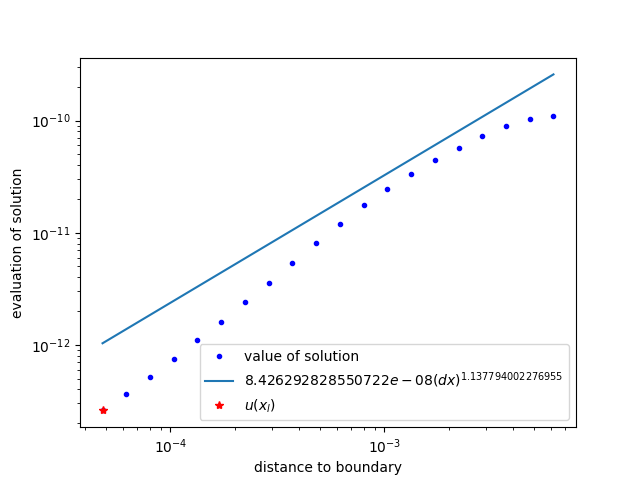 10⁻¹⁰
10⁻¹¹
10⁻¹²
evaluation of solution
value of solution
8.426292828550722e − 08(dx)^1.137794002276955
u(x_l)
10⁻⁴
10⁻³
distance to boundary